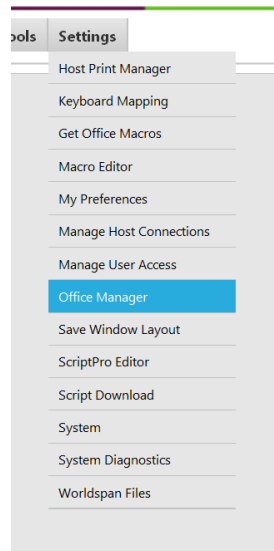 ools Settings
Host Print Manager
Keyboard Mapping
Get Office Macros
Macro Editor
My Preferences
Manage Host Connections
Manage User Access
Office Manager
Save Window Layout
ScriptPro Editor
Script Download
System
System Diagnostics
Worldspan Files